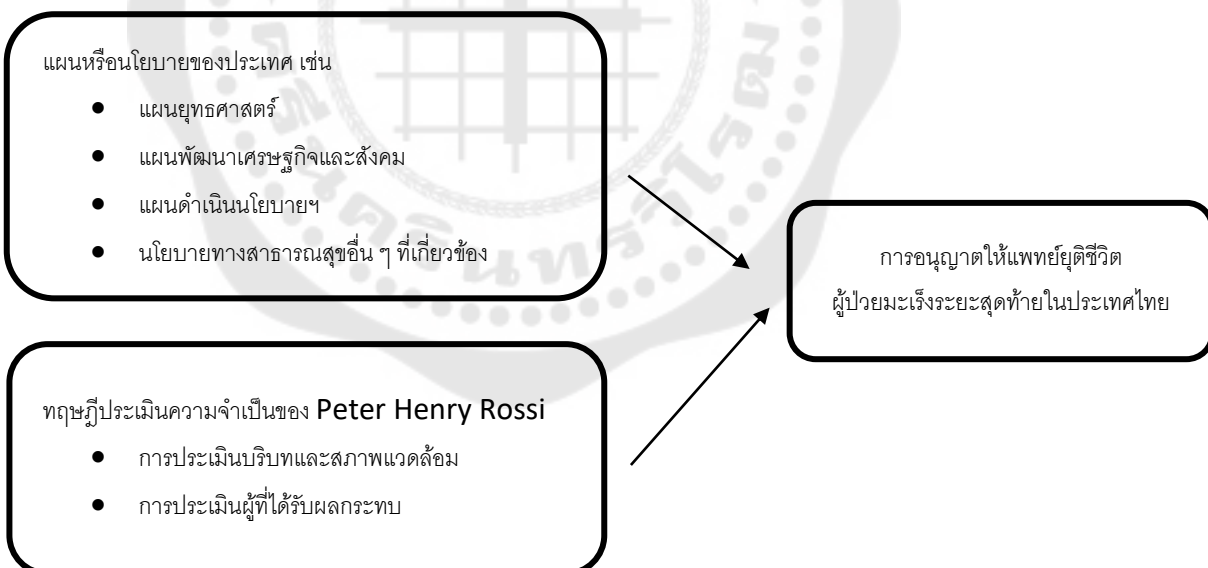 แผนหรือนโยบายของประเทศ เช่น
● แผนยุทธศาสตร์
● แผนพัฒนาเศรษฐกิจและสังคม
● แผนดำเนินนโยบายฯ
● นโยบายทางสาธารณสุขอื่น ๆ ที่เกี่ยวข้อง
การอนุญาตให้แพทย์ยุติชีวิต
ผู้ป่วยมะเร็งระยะสุดท้ายในประเทศไทย
ทฤษฎีประเมินความจำเป็นของ Peter Henry Rossi
● การประเมินบริบทและสภาพแวดล้อม
● การประเมินผู้ที่ได้รับผลกระทบ